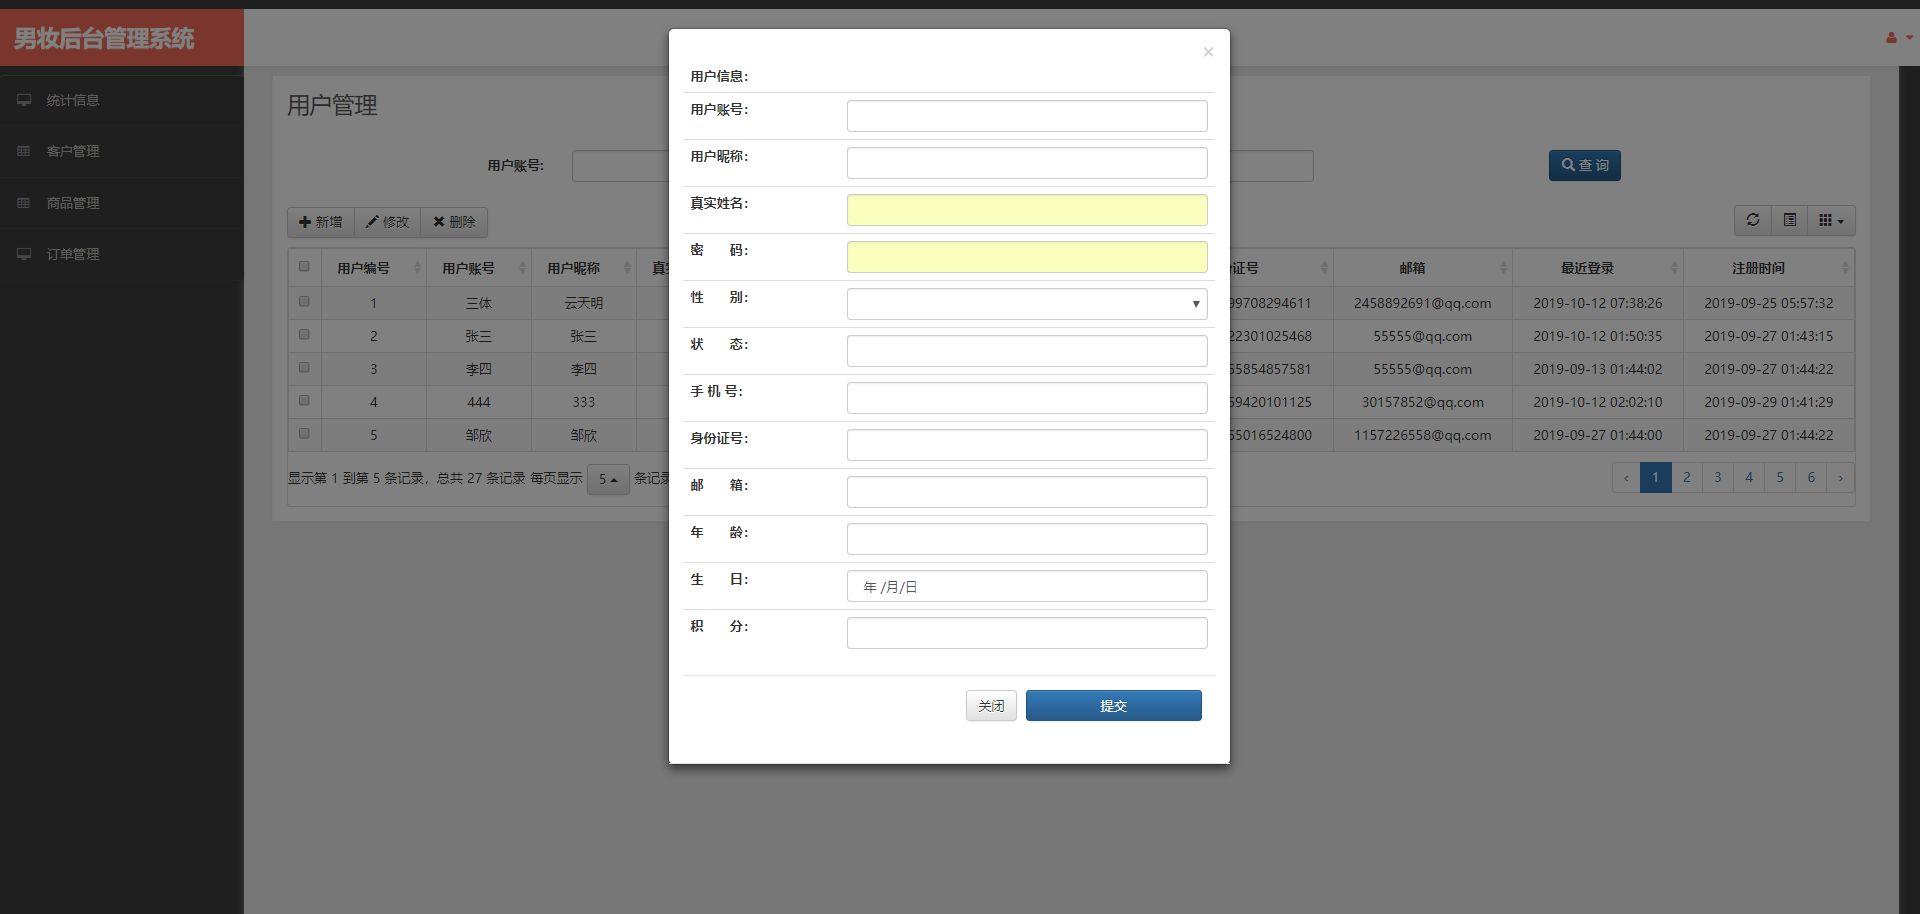 男妆后台管理系统
统计信息
客户管理
商品管理
订单管理
用户管理
用户账号:
查 询
新增 修改 删除
用户编号 用户账号 用户昵称 证号 邮箱 最近登录 注册时间
1 三体 云天明 99708294611 2458892691@qq.com 2019-10-12 07:38:26 2019-09-25 05:57:32
2 张三 张三 22301025468 55555@qq.com 2019-10-12 01:50:35 2019-09-27 01:43:15
3 李四 李四 55854857581 55555@qq.com 2019-09-13 01:44:02 2019-09-27 01:44:22
4 444 333 59420101125 30157852@qq.com 2019-10-12 02:02:10 2019-09-29 01:41:29
5 邹欣 邹欣 55016524800 1157226558@qq.com 2019-09-27 01:44:00 2019-09-27 01:44:22
显示第 1 到第 5 条记录，总共 27 条记录 每页显示 5 条记录
‹ 1 2 3 4 5 6 ›
×
用户信息:
用户账号:
用户昵称:
真实姓名:
密 码:
性 别:
状 态:
手 机 号:
身份证号:
邮 箱:
年 龄:
生 日: 年 /月/日
积 分:
关闭 提交